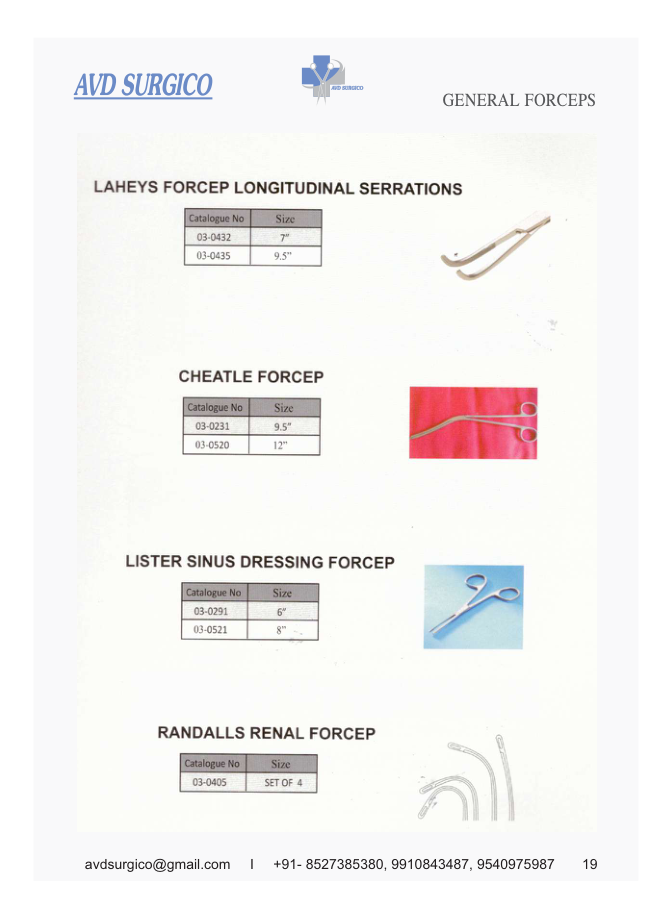 AVD SURGICO
AVD SURGICO
GENERAL FORCEPS
LAHEYS FORCEP LONGITUDINAL SERRATIONS
Catalogue No Size
03-0432 7"
03-0435 9.5"
CHEATLE FORCEP
Catalogue No Size
03-0231 9.5"
03-0520 12"
LISTER SINUS DRESSING FORCEP
Catalogue No Size
03-0291 6"
03-0521 8"
RANDALLS RENAL FORCEP
Catalogue No Size
03-0405 SET OF 4
avdsurgico@gmail.com I +91- 8527385380, 9910843487, 9540975987 19